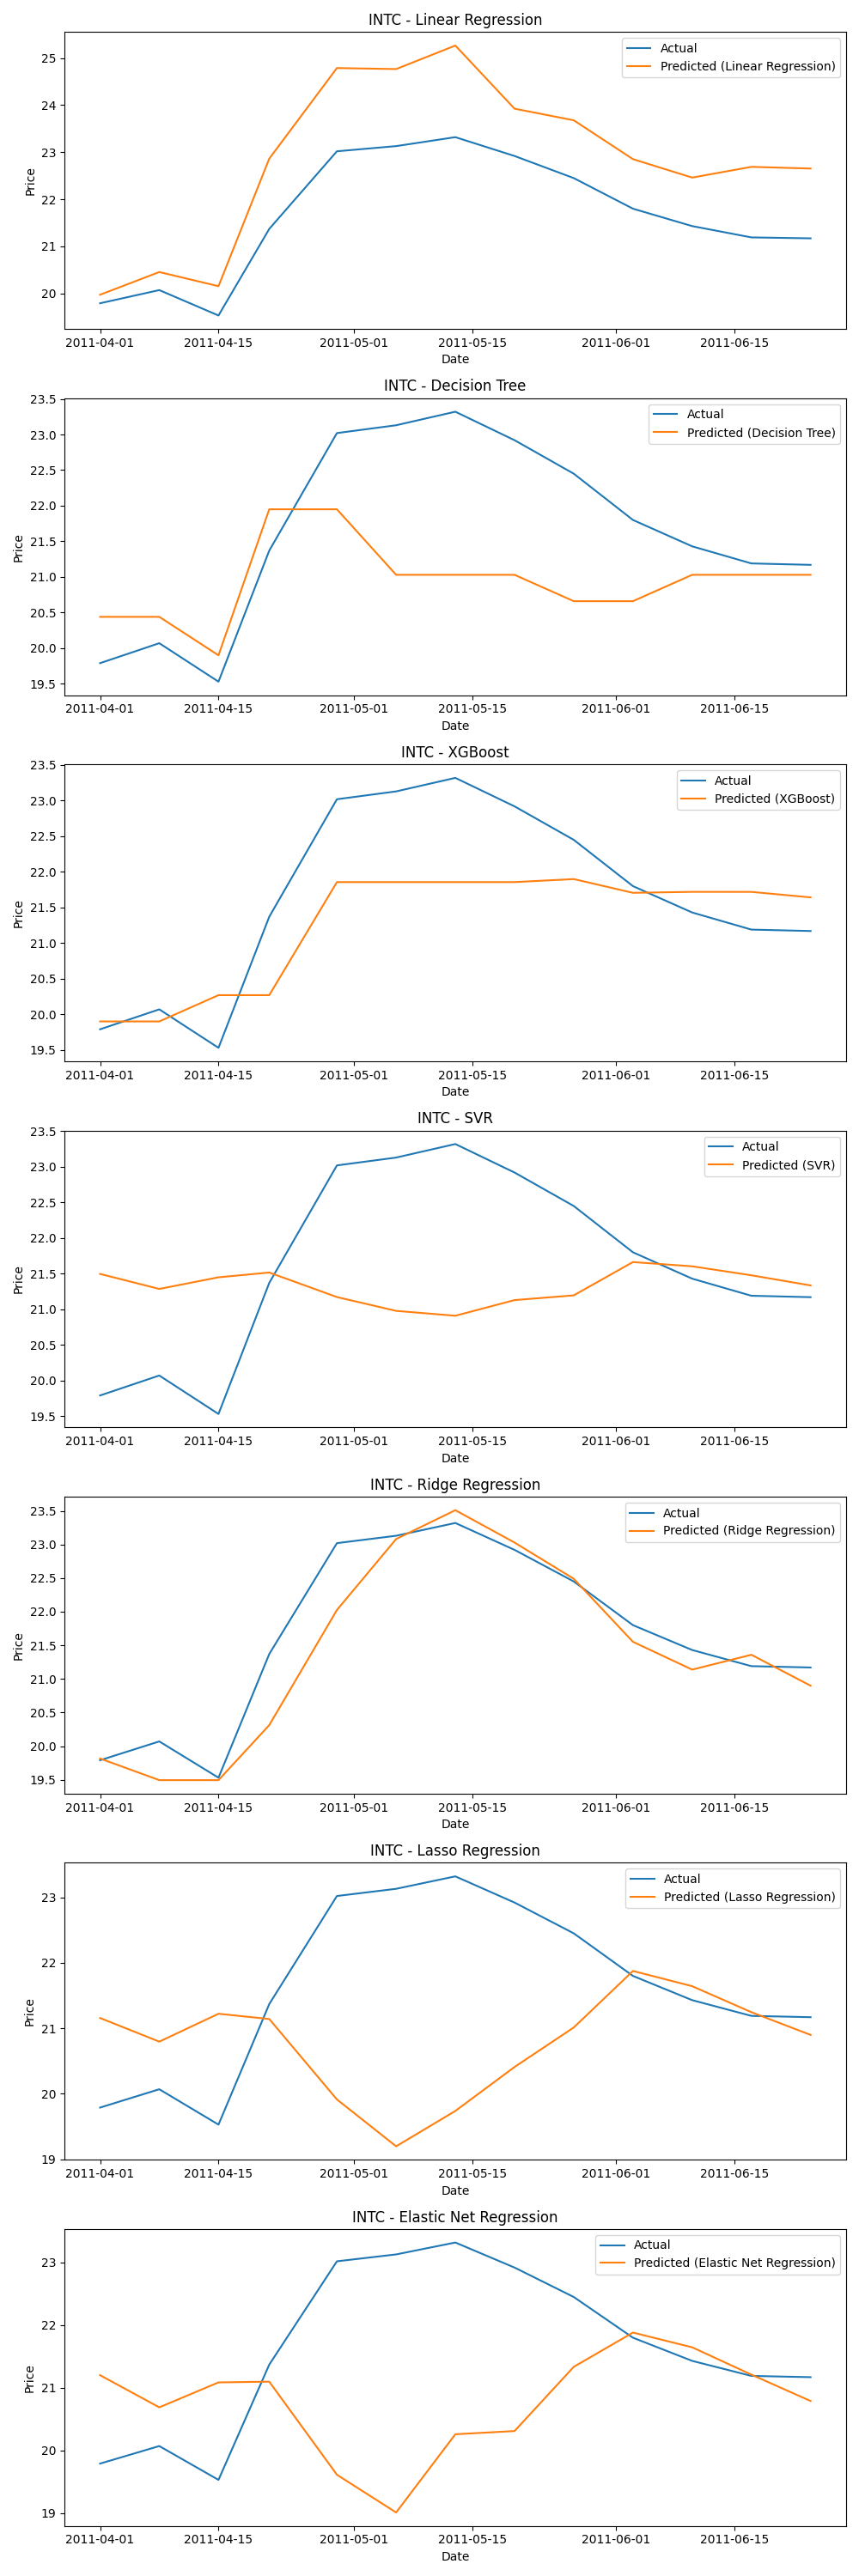 INTC - Linear Regression
Actual
Predicted (Linear Regression)
25
24
23
22
21
20
Price
2011-04-01 2011-04-15 2011-05-01 2011-05-15 2011-06-01 2011-06-15
Date
INTC - Decision Tree
Actual
Predicted (Decision Tree)
23.5
23.0
22.5
22.0
21.5
21.0
20.5
20.0
19.5
Price
2011-04-01 2011-04-15 2011-05-01 2011-05-15 2011-06-01 2011-06-15
Date
INTC - XGBoost
Actual
Predicted (XGBoost)
23.5
23.0
22.5
22.0
21.5
21.0
20.5
20.0
19.5
Price
2011-04-01 2011-04-15 2011-05-01 2011-05-15 2011-06-01 2011-06-15
Date
INTC - SVR
Actual
Predicted (SVR)
23.5
23.0
22.5
22.0
21.5
21.0
20.5
20.0
19.5
Price
2011-04-01 2011-04-15 2011-05-01 2011-05-15 2011-06-01 2011-06-15
Date
INTC - Ridge Regression
Actual
Predicted (Ridge Regression)
23.5
23.0
22.5
22.0
21.5
21.0
20.5
20.0
19.5
Price
2011-04-01 2011-04-15 2011-05-01 2011-05-15 2011-06-01 2011-06-15
Date
INTC - Lasso Regression
Actual
Predicted (Lasso Regression)
23
22
21
20
19
Price
2011-04-01 2011-04-15 2011-05-01 2011-05-15 2011-06-01 2011-06-15
Date
INTC - Elastic Net Regression
Actual
Predicted (Elastic Net Regression)
23
22
21
20
19
Price
2011-04-01 2011-04-15 2011-05-01 2011-05-15 2011-06-01 2011-06-15
Date